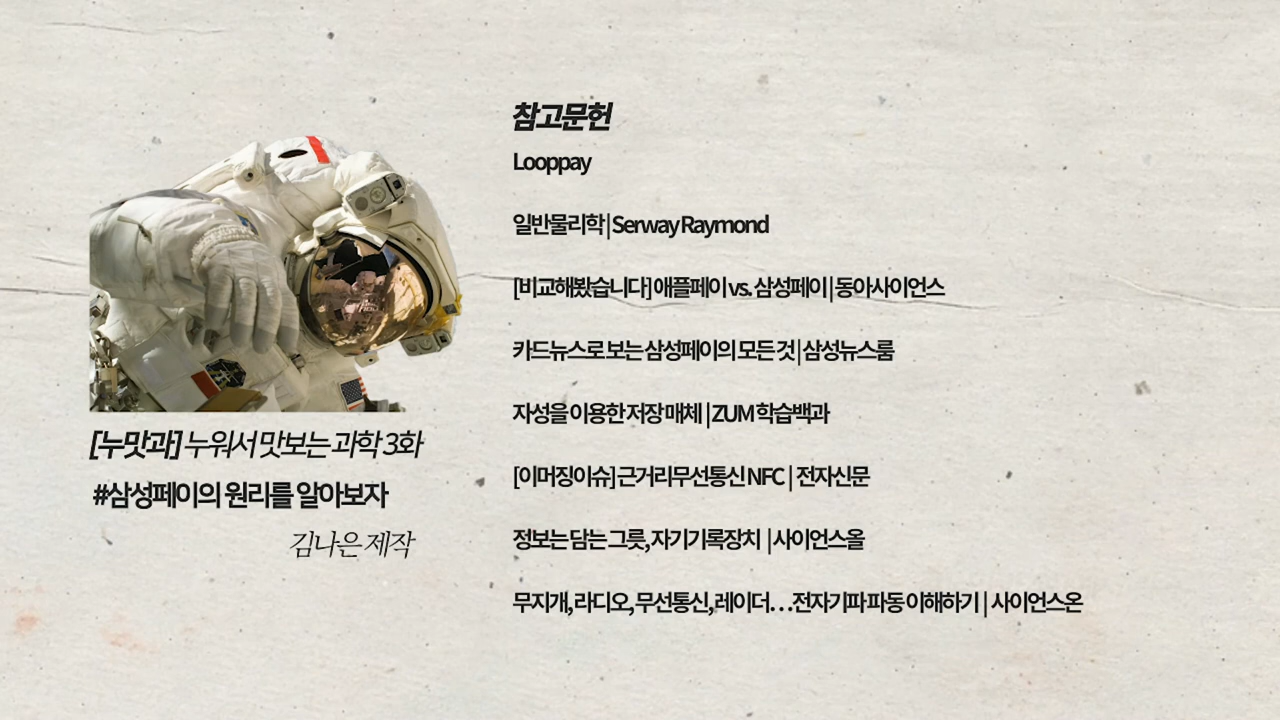 참고문헌
Looppay
일반물리학 | Serway Raymond
[비교해봤습니다] 애플페이 vs. 삼성페이 | 동아사이언스
카드뉴스로 보는 삼성페이의 모든 것 | 삼성뉴스룸
자성을 이용한 저장 매체 | ZUM 학습백과
[이머징이슈] 근거리무선통신 NFC | 전자신문
정보는 담는 그릇, 자기기록장치 | 사이언스올
무지개, 라디오, 무선통신, 레이더…전자기파 파동 이해하기 | 사이언스온
[누맛과] 누워서 맛보는 과학 3화
#삼성페이의 원리를 알아보자
김나은 제작